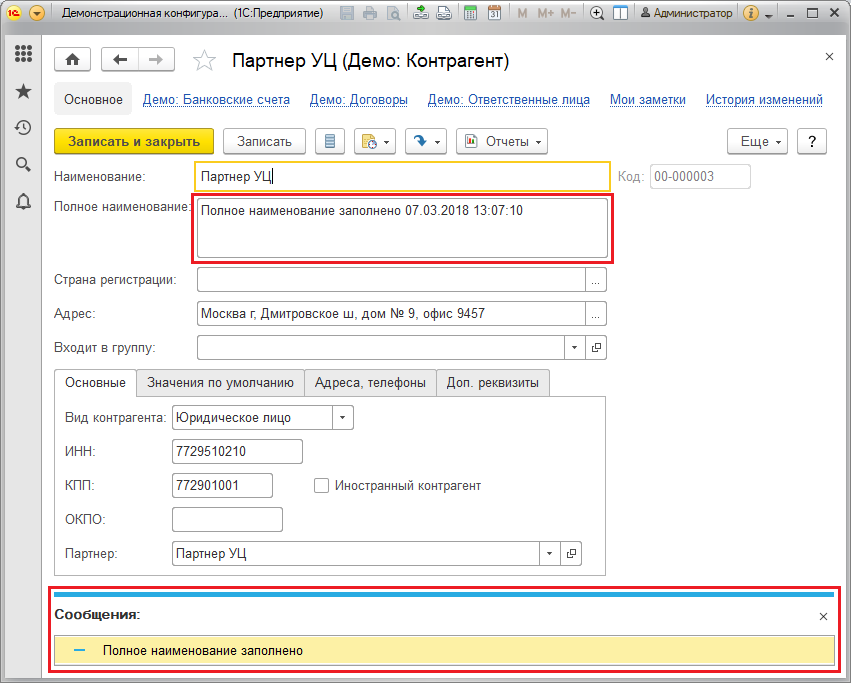 Демонстрационная конфигура... (1С:Предприятие)
31
M M+ M-
Администратор
Партнер УЦ (Демо: Контрагент)
Основное Демо: Банковские счета Демо: Договоры Демо: Ответственные лица Мои заметки История изменений
Записать и закрыть Записать Отчеты Еще ?
Наименование: Партнер УЦ Код: 00-000003
Полное наименование: Полное наименование заполнено 07.03.2018 13:07:10
Страна регистрации: ...
Адрес: Москва г, Дмитровское ш, дом № 9, офис 9457 ...
Входит в группу:
Основные Значения по умолчанию Адреса, телефоны Доп. реквизиты
Вид контрагента: Юридическое лицо
ИНН: 7729510210
КПП: 772901001 Иностранный контрагент
ОКПО:
Партнер: Партнер УЦ
Сообщения:
Полное наименование заполнено